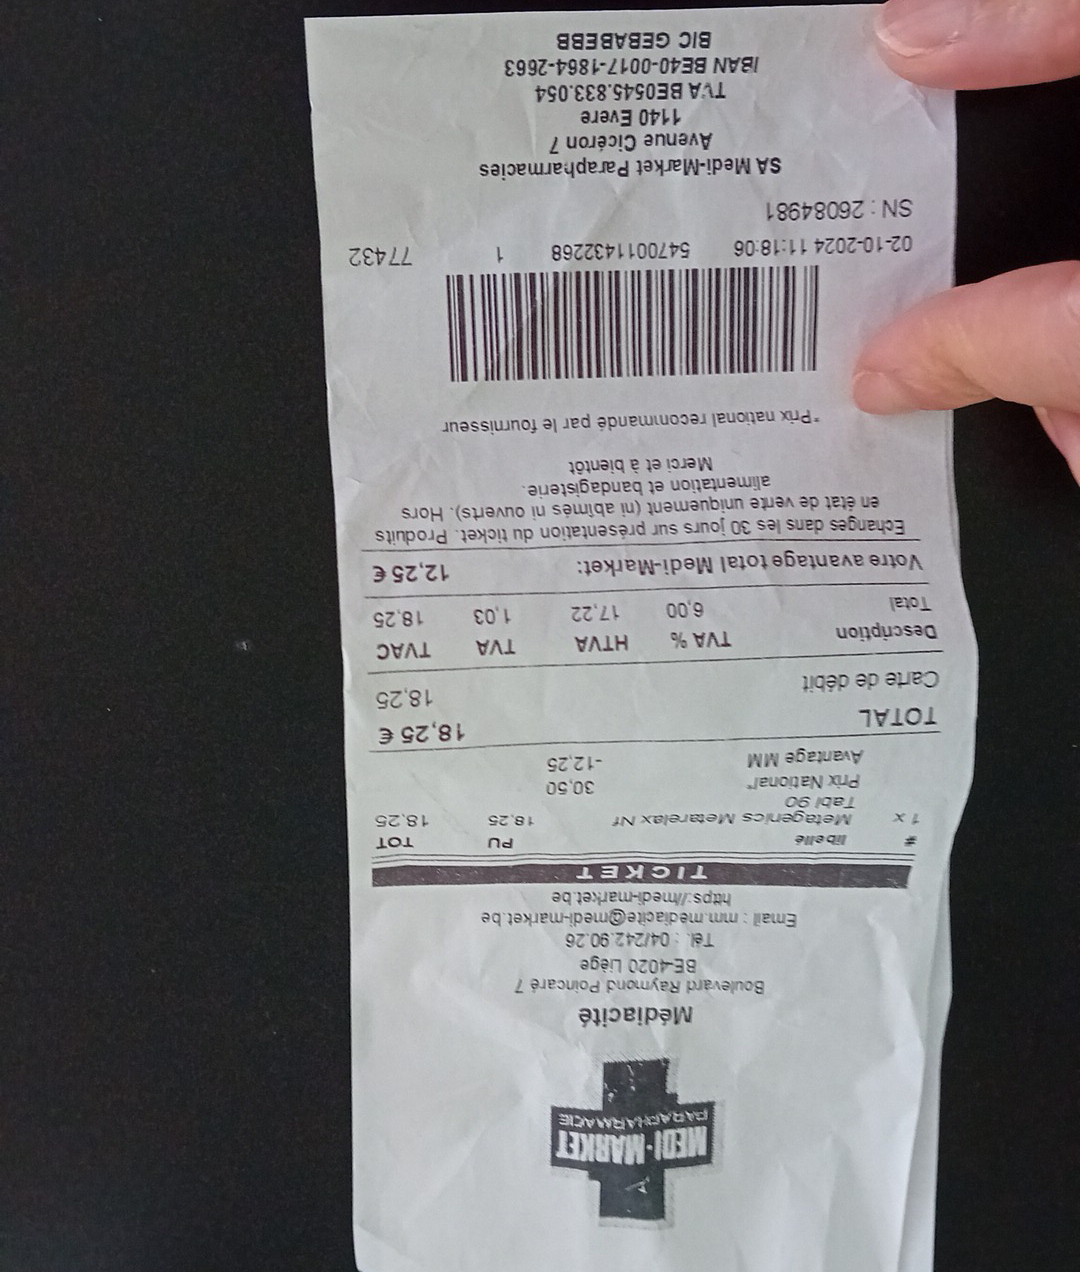 MEDI-MARKET
PARAPHARMACIE
Médiacité
Boulevard Raymond Poincaré 7
BE-4020 Liège
Tél. : 04/242.90.26
Email : mm.mediacite@medi-market.be
https://medi-market.be
TICKET
# libellé PU TOT
1 x Metagenics Metarelax Nf 18,25 18,25
Tabl 90
Prix National* 30,50
Avantage MM -12,25
TOTAL 18,25 €
Carte de débit 18,25
Description TVA % HTVA TVA TVAC
Total 6,00 17,22 1,03 18,25
Votre avantage total Medi-Market: 12,25 €
Echanges dans les 30 jours sur présentation du ticket. Produits
en état de vente uniquement (ni abîmés ni ouverts). Hors
alimentation et bandagisterie.
Merci et à bientôt
*Prix national recommandé par le fournisseur
02-10-2024 11:18:06 5470011432268 1 77432
SN : 26084981
SA Medi-Market Parapharmacies
Avenue Cicéron 7
1140 Evere
TVA BE0545.833.054
IBAN BE40-0017-1864-2663
BIC GEBABEBB